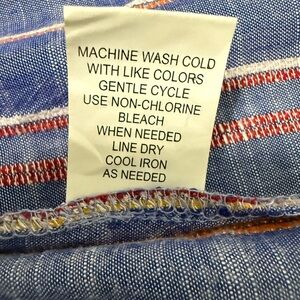 MACHINE WASH COLD
WITH LIKE COLORS
GENTLE CYCLE
USE NON-CHLORINE
BLEACH
WHEN NEEDED
LINE DRY
COOL IRON
AS NEEDED